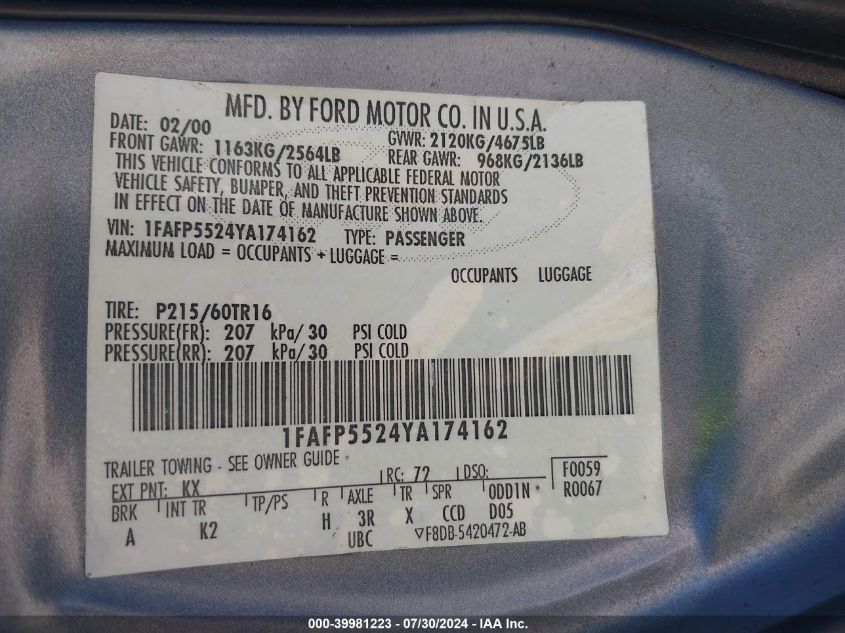 MFD. BY FORD MOTOR CO. IN U.S.A.
DATE: 02/00 GVWR: 2120KG/4675LB
FRONT GAWR: 1163KG/2564LB REAR GAWR: 968KG/2136LB
THIS VEHICLE CONFORMS TO ALL APPLICABLE FEDERAL MOTOR
VEHICLE SAFETY, BUMPER, AND THEFT PREVENTION STANDARDS
IN EFFECT ON THE DATE OF MANUFACTURE SHOWN ABOVE.
VIN: 1FAFP5524YA174162 TYPE: PASSENGER
MAXIMUM LOAD = OCCUPANTS + LUGGAGE =
OCCUPANTS LUGGAGE
TIRE: P215/60TR16
PRESSURE(FR): 207 kPa/ 30 PSI COLD
PRESSURE(RR): 207 kPa/ 30 PSI COLD
1FAFP5524YA174162
TRAILER TOWING - SEE OWNER GUIDE
EXT PNT: KX RC: 72 DSO: F0059
BRK INT TR TP/PS R AXLE TR SPR ODD1N R0067
A K2 H 3R X CCD D05
UBC ▽F8DB-5420472-AB
000-39981223 / 07/30/2024 / IAA Inc.